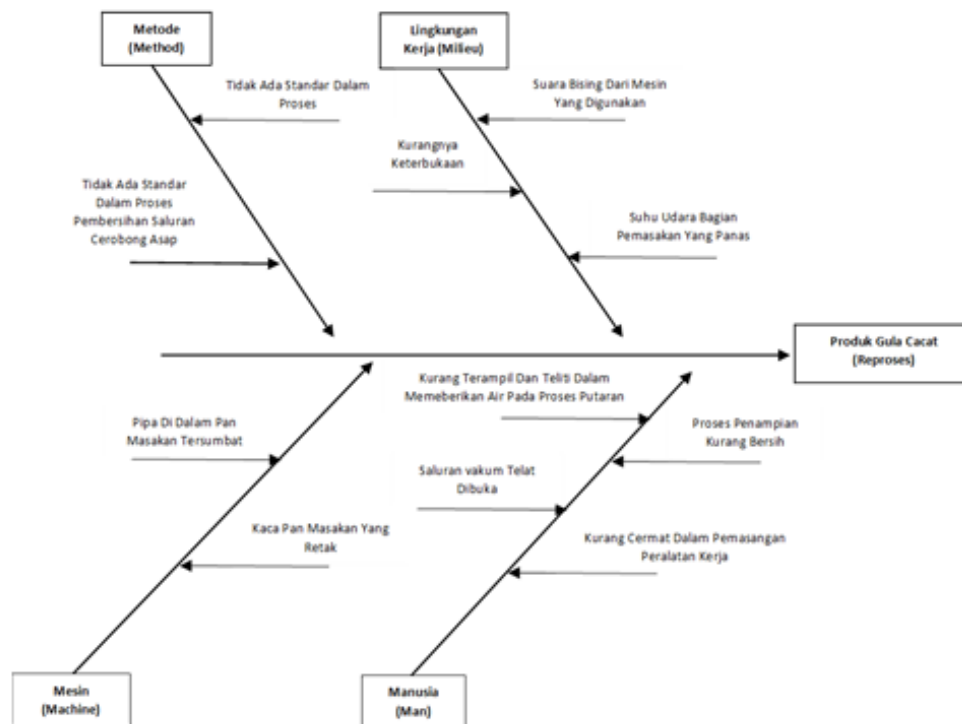 Metode
(Method)
Lingkungan
Kerja (Milieu)
Tidak Ada Standar Dalam
Proses
Suara Bising Dari Mesin
Yang Digunakan
Kurangnya
Keterbukaan
Tidak Ada Standar
Dalam Proses
Pembersihan Saluran
Cerobong Asap
Suhu Udara Bagian
Pemasakan Yang Panas
Produk Gula Cacat
(Reproses)
Kurang Terampil Dan Teliti Dalam
Memeberikan Air Pada Proses Putaran
Pipa Di Dalam Pan
Masakan Tersumbat
Proses Penampian
Kurang Bersih
Saluran vakum Telat
Dibuka
Kaca Pan Masakan Yang
Retak
Kurang Cermat Dalam Pemasangan
Peralatan Kerja
Mesin
(Machine)
Manusia
(Man)